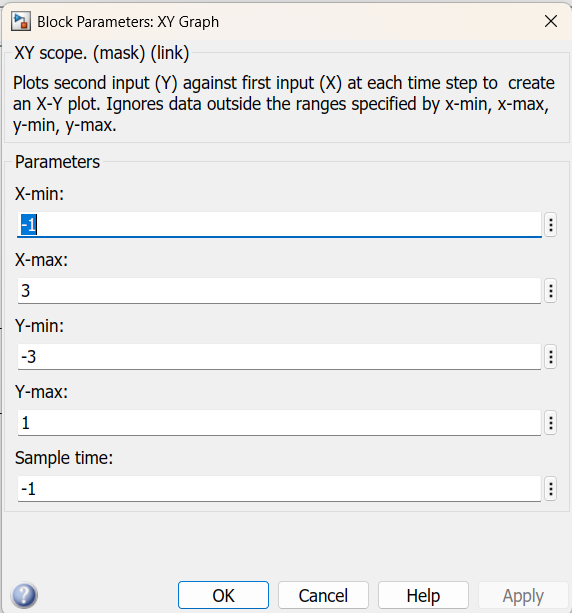 Block Parameters: XY Graph
XY scope. (mask) (link)
Plots second input (Y) against first input (X) at each time step to  create
an X-Y plot. Ignores data outside the ranges specified by x-min, x-max,
y-min, y-max.
Parameters
X-min:
-1
X-max:
3
Y-min:
-3
Y-max:
1
Sample time:
-1
?
OK Cancel Help Apply